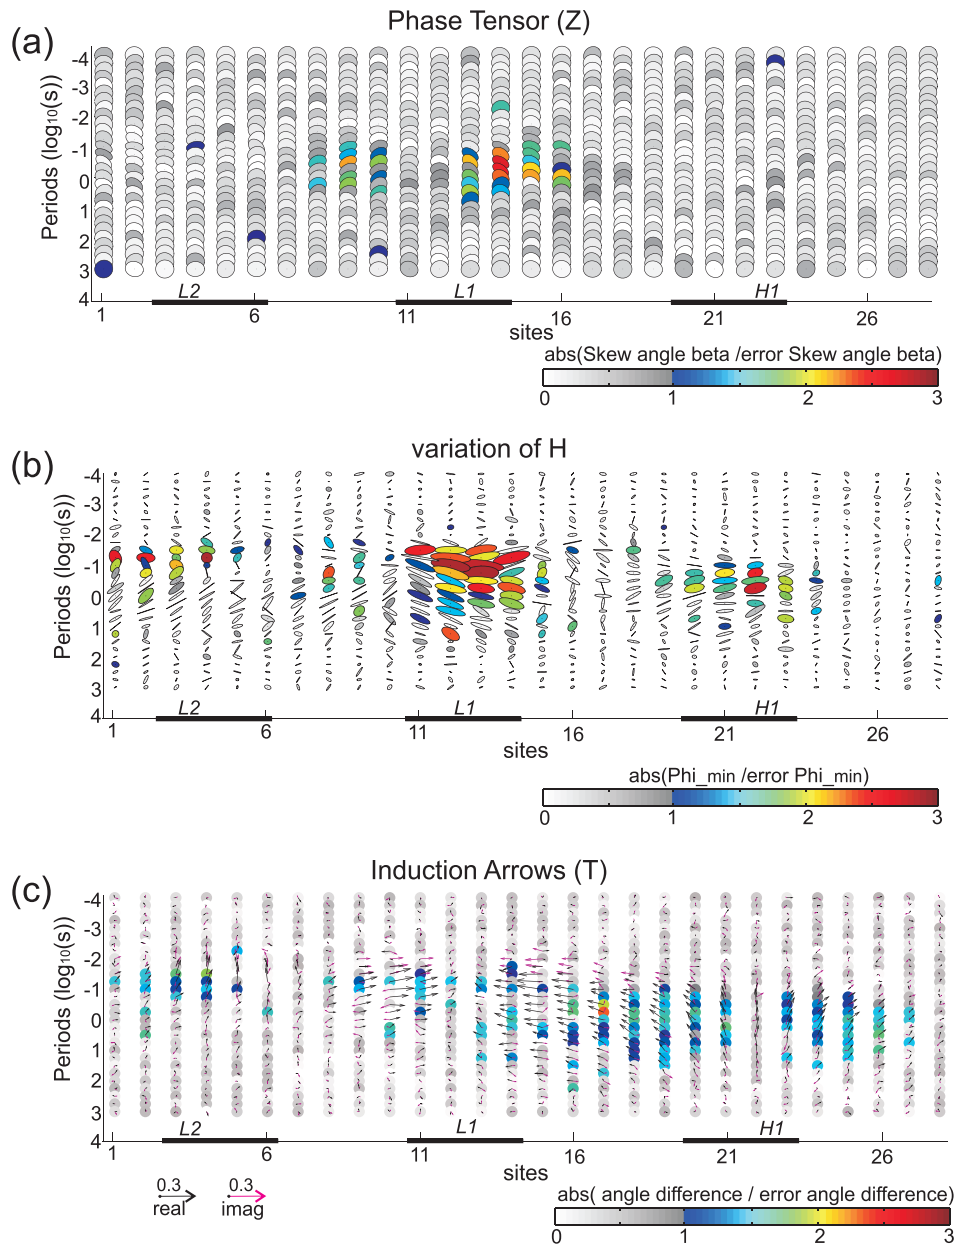 Phase Tensor (Z)
(a)
Periods (log10(s))
-4
-3
-2
-1
0
1
2
3
4
L2
L1
H1
1
6
11
16
21
26
sites
abs(Skew angle beta /error Skew angle beta)
0
1
2
3
variation of H
(b)
Periods (log10(s))
-4
-3
-2
-1
0
1
2
3
4
L2
L1
H1
1
6
11
16
21
26
sites
abs(Phi_min /error Phi_min)
0
1
2
3
Induction Arrows (T)
(c)
Periods (log10(s))
-4
-3
-2
-1
0
1
2
3
4
L2
L1
H1
1
6
11
16
21
26
sites
0.3
real
0.3
imag
abs( angle difference / error angle difference)
0
1
2
3